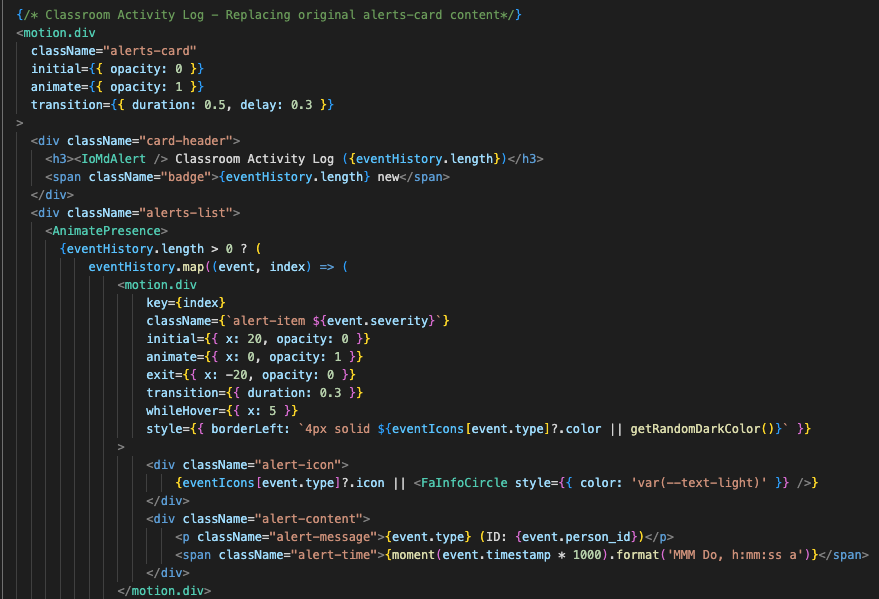 {/* Classroom Activity Log – Replacing original alerts-card content*/}
<motion.div
className="alerts-card"
initial={{ opacity: 0 }}
animate={{ opacity: 1 }}
transition={{ duration: 0.5, delay: 0.3 }}
>
<div className="card-header">
<h3><IoMdAlert /> Classroom Activity Log ({eventHistory.length})</h3>
<span className="badge">{eventHistory.length} new</span>
</div>
<div className="alerts-list">
<AnimatePresence>
{eventHistory.length > 0 ? (
eventHistory.map((event, index) => (
<motion.div
key={index}
className={`alert-item ${event.severity}`}
initial={{ x: 20, opacity: 0 }}
animate={{ x: 0, opacity: 1 }}
exit={{ x: -20, opacity: 0 }}
transition={{ duration: 0.3 }}
whileHover={{ x: 5 }}
style={{ borderLeft: `4px solid ${eventIcons[event.type]?.color || getRandomDarkColor()}` }}
>
<div className="alert-icon">
{eventIcons[event.type]?.icon || <FaInfoCircle style={{ color: 'var(--text-light)' }} />}
</div>
<div className="alert-content">
<p className="alert-message">{event.type} (ID: {event.person_id})</p>
<span className="alert-time">{moment(event.timestamp * 1000).format('MMM Do, h:mm:ss a')}</span>
</div>
</motion.div>